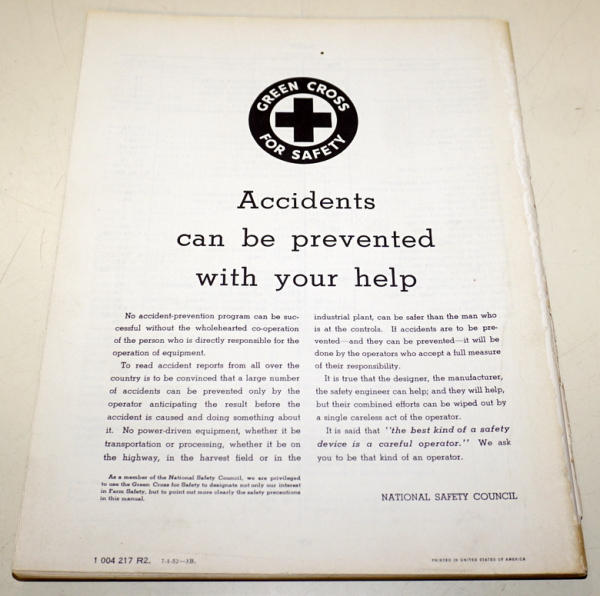 GREEN CROSS
FOR SAFETY
Accidents
can be prevented
with your help
No accident-prevention program can be suc-
cessful without the wholehearted co-operation
of the person who is directly responsible for the
operation of equipment.
To read accident reports from all over the
country is to be convinced that a large number
of accidents can be prevented only by the
operator anticipating the result before the
accident is caused and doing something about
it. No power-driven equipment, whether it be
transportation or processing, whether it be on
the highway, in the harvest field or in the
industrial plant, can be safer than the man who
is at the controls. If accidents are to be pre-
vented—and they can be prevented—it will be
done by the operators who accept a full measure
of their responsibility.
It is true that the designer, the manufacturer,
the safety engineer can help; and they will help,
but their combined efforts can be wiped out by
a single careless act of the operator.
It is said that "the best kind of a safety
device is a careful operator." We ask
you to be that kind of an operator.
As a member of the National Safety Council, we are privileged
to use the Green Cross for Safety to designate not only our interest
in Farm Safety, but to point out more clearly the safety precautions
in this manual.
NATIONAL SAFETY COUNCIL
1 004 217 R2. 7-1-52—XB.
PRINTED IN UNITED STATES OF AMERICA